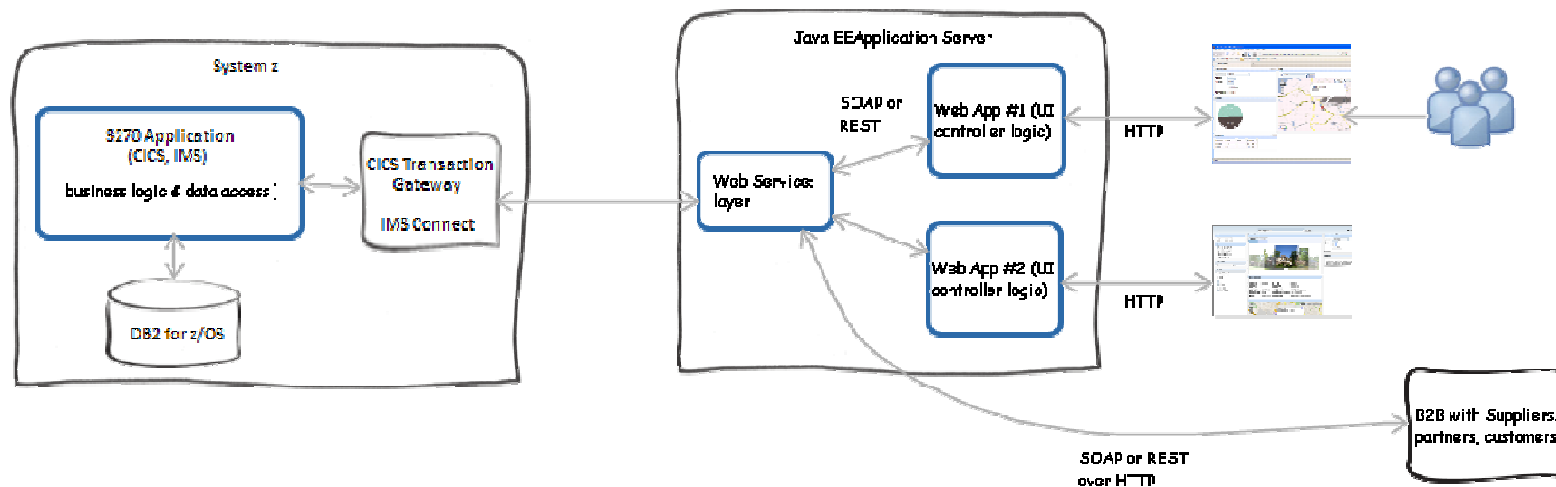 System z
3270 Application
(CICS, IMS)
business logic & data access)
CICS Transaction
Gateway
IMS Connect
DB2 for z/OS
Java EEApplication Server
SOAP or
REST
Web Services
layer
Web App #1 (UI
controller logic)
Web App #2 (UI
controller logic)
HTTP
HTTP
SOAP or REST
over HTTP
B2B with Suppliers,
partners, customers